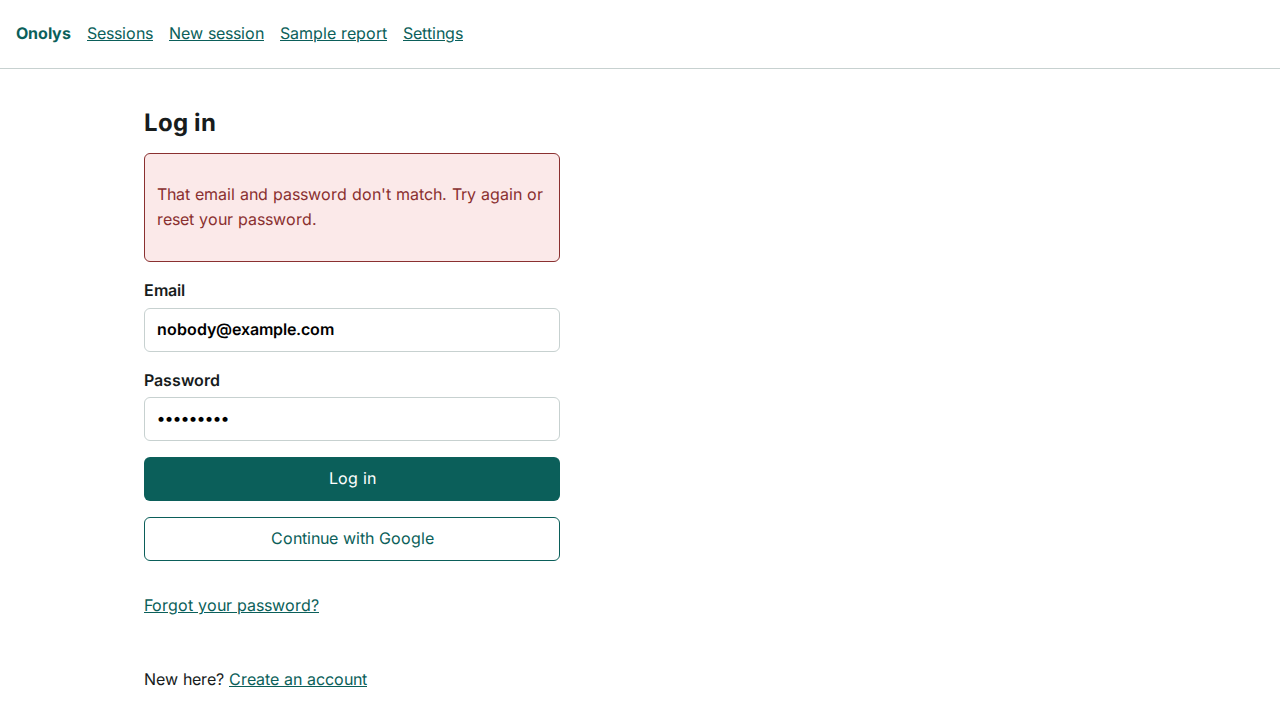 Onolys Sessions New session Sample report Settings
Log in
That email and password don't match. Try again or
reset your password.
Email
nobody@example.com
Password
•••••••••
Log in
Continue with Google
Forgot your password?
New here? Create an account